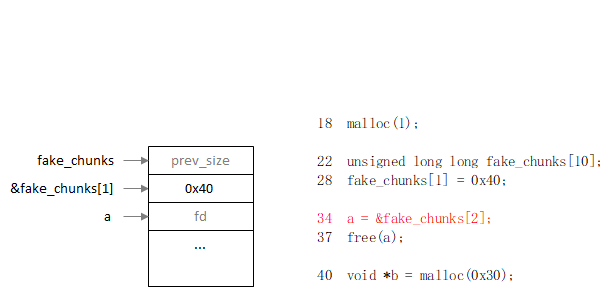 18 malloc(1);
fake_chunks prev_size
22 unsigned long long fake_chunks[10];
&fake_chunks[1] 0x40
28 fake_chunks[1] = 0x40;
a fd
34 a = &fake_chunks[2];
37 free(a);
...
40 void *b = malloc(0x30);